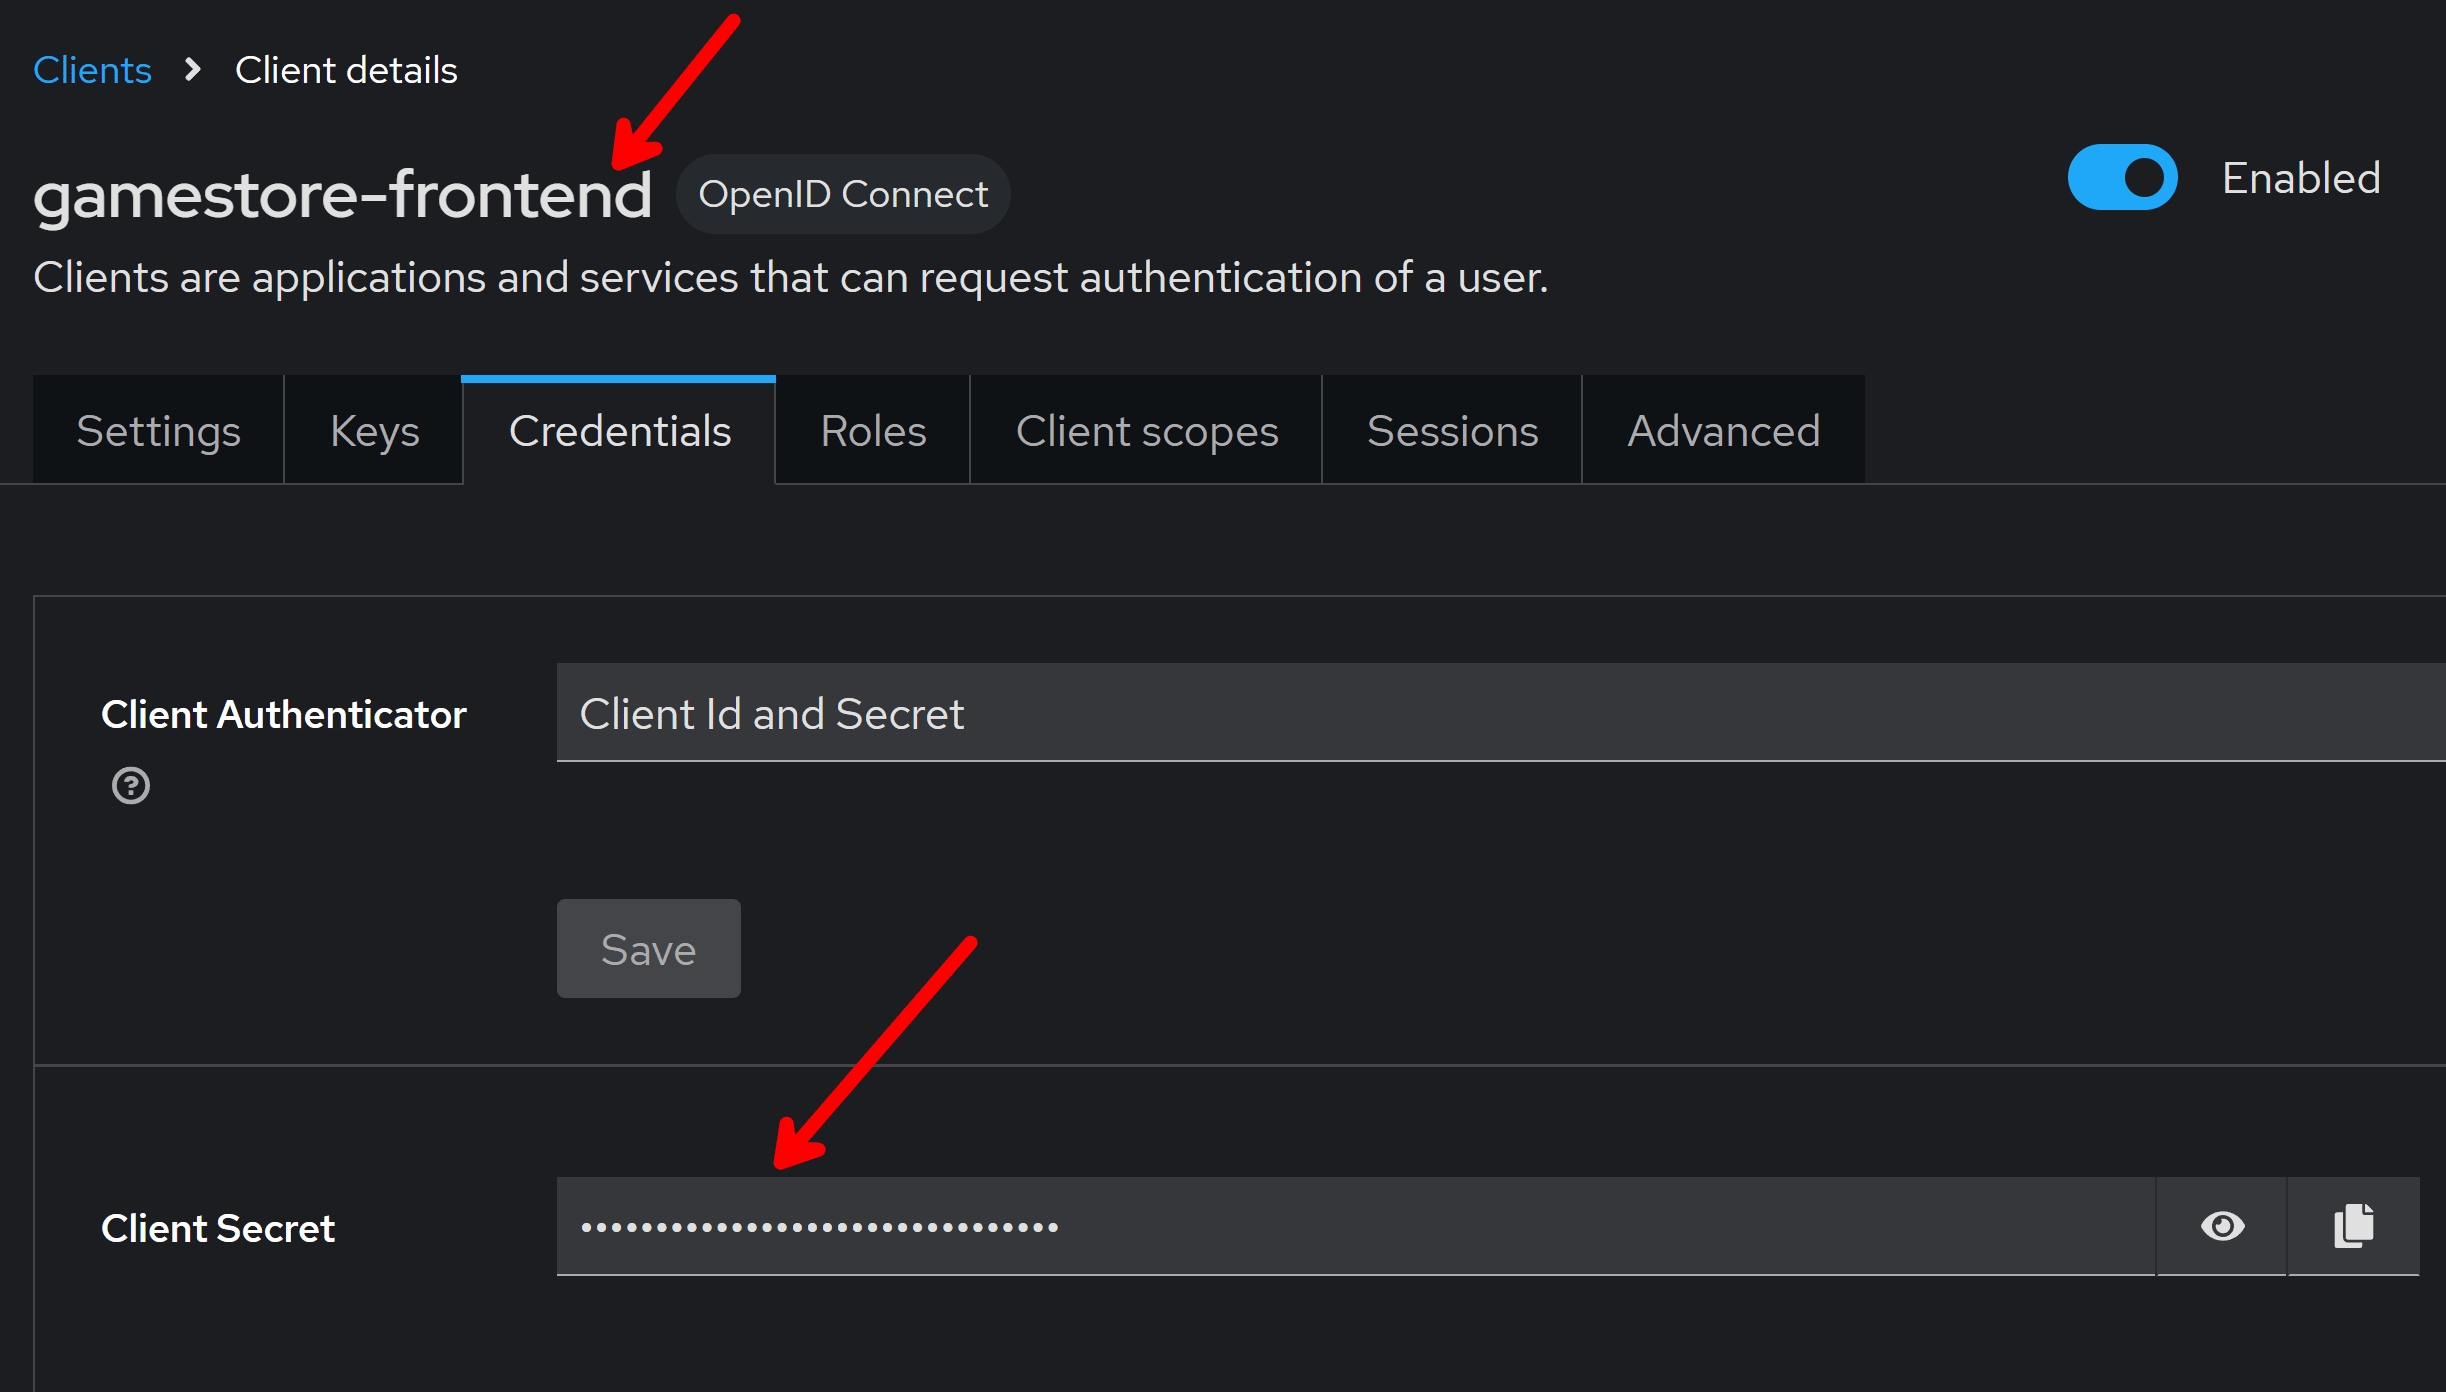 Clients Client details
gamestore-frontend OpenID Connect Enabled
Clients are applications and services that can request authentication of a user.
Settings Keys Credentials Roles Client scopes Sessions Advanced
Client Authenticator Client Id and Secret
Save
Client Secret ••••••••••••••••••••••••••••••••